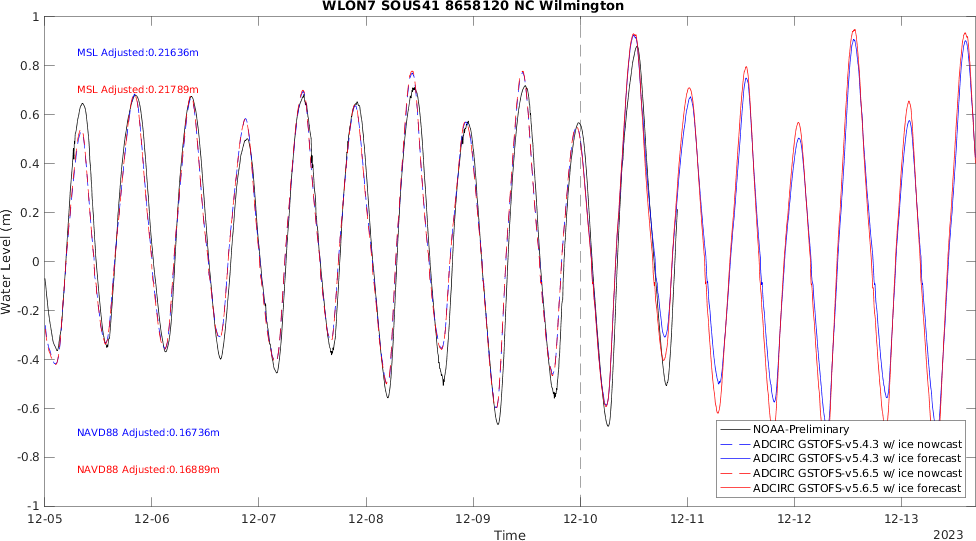 WLON7 SOUS41 8658120 NC Wilmington
1
0.8
0.6
0.4
0.2
0
-0.2
-0.4
-0.6
-0.8
-1
Water Level (m)
MSL Adjusted:0.21636m
MSL Adjusted:0.21789m
NAVD88 Adjusted:0.16736m
NAVD88 Adjusted:0.16889m
NOAA-Preliminary
ADCIRC GSTOFS-v5.4.3 w/ ice nowcast
ADCIRC GSTOFS-v5.4.3 w/ ice forecast
ADCIRC GSTOFS-v5.6.5 w/ ice nowcast
ADCIRC GSTOFS-v5.6.5 w/ ice forecast
12-05 12-06 12-07 12-08 12-09 12-10 12-11 12-12 12-13
Time
2023